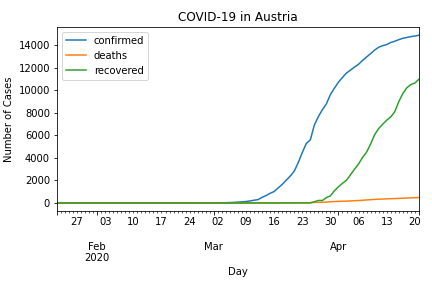 COVID-19 in Austria
confirmed
deaths
recovered
14000
12000
10000
8000
6000
4000
2000
0
Number of Cases
27 03 10 17 24 02 09 16 23 30 06 13 20
Feb Mar Apr
2020
Day